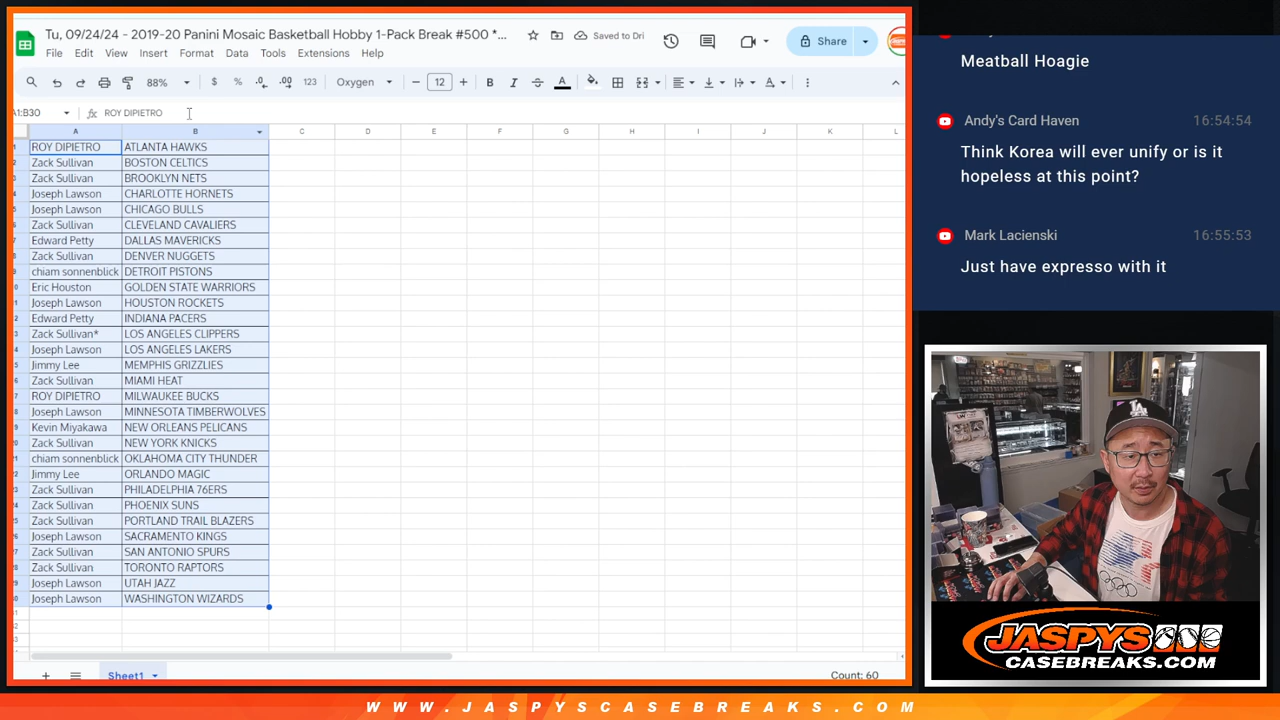 Tu, 09/24/24 - 2019-20 Panini Mosaic Basketball Hobby 1-Pack Break #500 *...
Saved to Dri
Share
File Edit View Insert Format Data Tools Extensions Help
88% $ % .0 .00 123 Oxygen - 12 + B I S A
A1:B30 fx ROY DIPIETRO
A B C D E F G H I J K L
ROY DIPIETRO ATLANTA HAWKS
Zack Sullivan BOSTON CELTICS
Zack Sullivan BROOKLYN NETS
Joseph Lawson CHARLOTTE HORNETS
Joseph Lawson CHICAGO BULLS
Zack Sullivan CLEVELAND CAVALIERS
Edward Petty DALLAS MAVERICKS
Zack Sullivan DENVER NUGGETS
chiam sonnenblick DETROIT PISTONS
Eric Houston GOLDEN STATE WARRIORS
Joseph Lawson HOUSTON ROCKETS
Edward Petty INDIANA PACERS
Zack Sullivan* LOS ANGELES CLIPPERS
Joseph Lawson LOS ANGELES LAKERS
Jimmy Lee MEMPHIS GRIZZLIES
Zack Sullivan MIAMI HEAT
ROY DIPIETRO MILWAUKEE BUCKS
Joseph Lawson MINNESOTA TIMBERWOLVES
Kevin Miyakawa NEW ORLEANS PELICANS
Zack Sullivan NEW YORK KNICKS
chiam sonnenblick OKLAHOMA CITY THUNDER
Jimmy Lee ORLANDO MAGIC
Zack Sullivan PHILADELPHIA 76ERS
Zack Sullivan PHOENIX SUNS
Zack Sullivan PORTLAND TRAIL BLAZERS
Joseph Lawson SACRAMENTO KINGS
Zack Sullivan SAN ANTONIO SPURS
Zack Sullivan TORONTO RAPTORS
Joseph Lawson UTAH JAZZ
Joseph Lawson WASHINGTON WIZARDS
Sheet1 Count: 60
Meatball Hoagie
Andy's Card Haven 16:54:54
Think Korea will ever unify or is it
hopeless at this point?
Mark Lacienski 16:55:53
Just have expresso with it
LA
JASPYS
CASEBREAKS.COM
WWW.JASPYSCASEBREAKS.COM